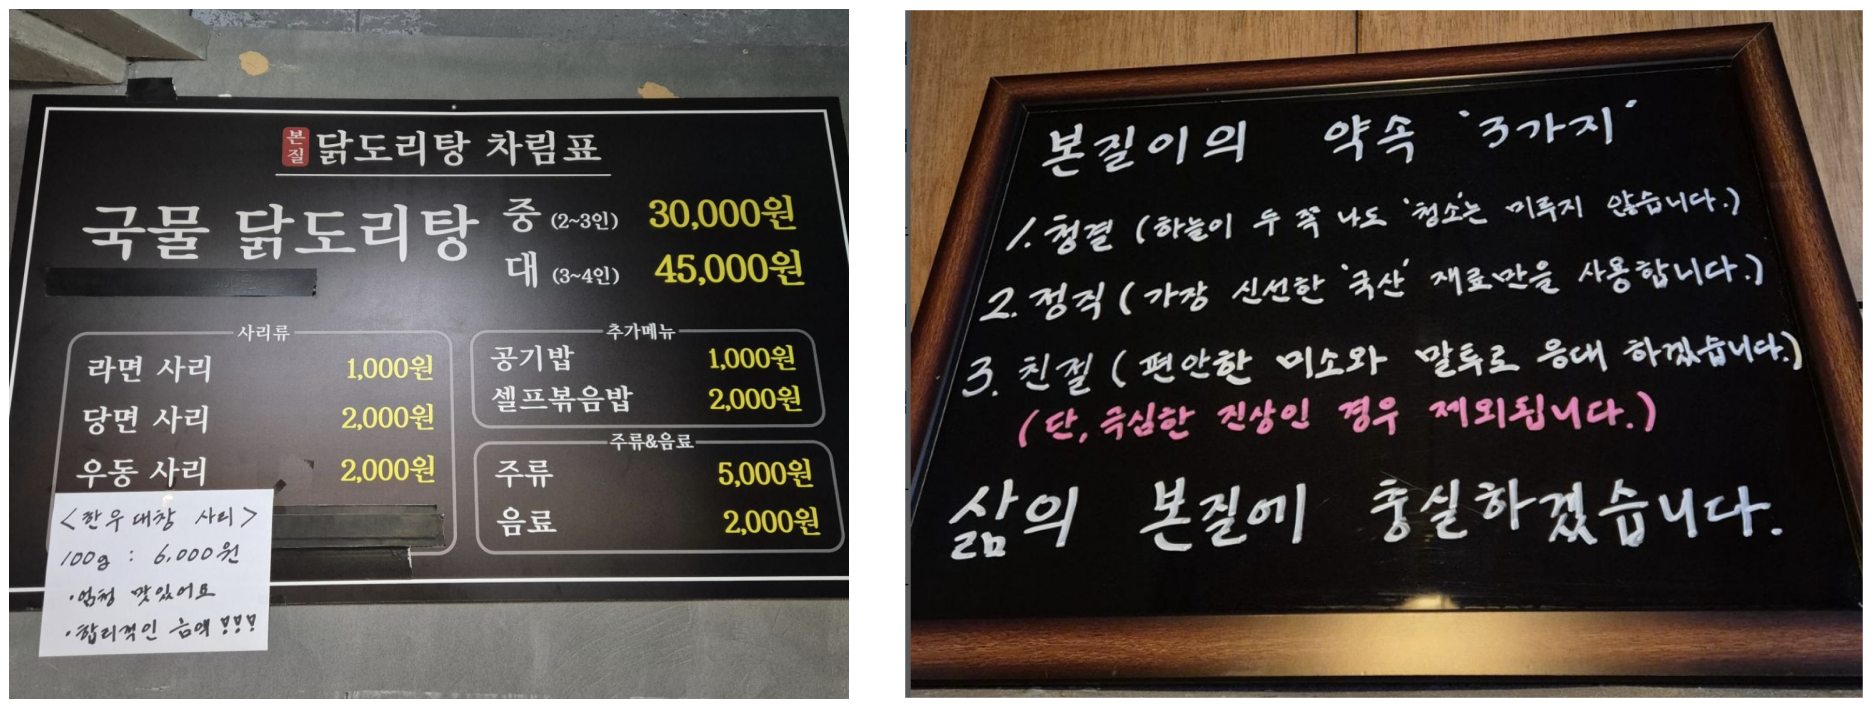 본질 닭도리탕 차림표
국물 닭도리탕 중 (2~3인) 30,000원
대 (3~4인) 45,000원
사리류
라면 사리 1,000원
당면 사리 2,000원
우동 사리 2,000원
<한우대창 사리>
100g : 6,000원
·엄청 맛있어요
·합리적인 금액!!!
추가메뉴
공기밥 1,000원
셀프볶음밥 2,000원
주류&음료
주류 5,000원
음료 2,000원
본질이의 약속 '3가지'
1. 청결 (하늘이 두 쪽 나도 '청소'는 미루지 않습니다.)
2. 정직 (가장 신선한 '국산' 재료만을 사용합니다.)
3. 친절 (편안한 미소와 말투로 응대 하겠습니다.)
(단, 극심한 진상인 경우 제외됩니다.)
삶의 본질에 충실하겠습니다.